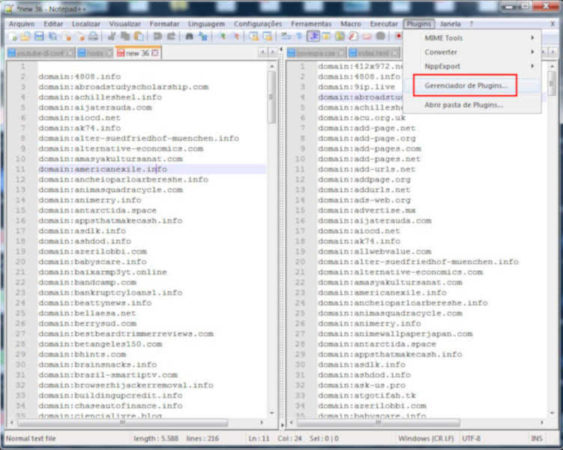 *new 36 - Notepad++
Arquivo Editar Localizar Visualizar Formatar Linguagem Configurações Ferramentas Macro Executar Plugins Janela ? X
new 36
MIME Tools
Converter
NppExport
Gerenciador de Plugins...
Abrir pasta de Plugins...
1
2 domain:4808.info
3 domain:abroadstudyscholarship.com
4 domain:achillesheel.info
5 domain:aijaterauda.com
6 domain:aiocd.net
7 domain:ak74.info
8 domain:alter-suedfriedhof-muenchen.info
9 domain:alternative-economics.com
10 domain:amasyakultursanat.com
11 domain:americanexile.info
12 domain:ancheioparloarbereshe.info
13 domain:animasquadracycle.com
14 domain:animerry.info
15 domain:antarctida.space
16 domain:appsthatmakecash.info
17 domain:asdlk.info
18 domain:ashdod.info
19 domain:azerilobbi.com
20 domain:babyscare.info
21 domain:baixarmp3yt.online
22 domain:bandcamp.com
23 domain:bankruptcyloans1.info
24 domain:beattynews.info
25 domain:bellaesa.net
26 domain:berrysud.com
27 domain:bestbeardtrimmerreviews.com
28 domain:betangeles150.com
29 domain:bhints.com
30 domain:brainsnacks.info
31 domain:brazil-smartiptv.com
32 domain:browserhijackerremoval.info
33 domain:buildingupcredit.info
34 domain:chaseautofinance.info
35 domain:ciencialivre.blog
1 domain:412x972.n
2 domain:4808.info
3 domain:9ip.live
4 domain:abroadstud
5 domain:achillesh
6 domain:acu.org.uk
7 domain:add-page.net
8 domain:add-page.org
9 domain:add-pages.com
10 domain:add-pages.net
11 domain:add-urls.net
12 domain:addpage.org
13 domain:addurls.net
14 domain:ads-web.org
15 domain:advertise.mx
16 domain:aijaterauda.com
17 domain:aiocd.net
18 domain:ak74.info
19 domain:allwebvalue.com
20 domain:alter-suedfriedhof-muenchen.info
21 domain:alternative-economics.com
22 domain:amasyakultursanat.com
23 domain:americanexile.info
24 domain:ancheioparloarbereshe.info
25 domain:animasquadracycle.com
26 domain:animerry.info
27 domain:animewallpaperjapan.com
28 domain:antarctida.space
29 domain:appsthatmakecash.info
30 domain:asdlk.info
31 domain:ashdod.info
32 domain:ask-us.pro
33 domain:atgotifah.tk
34 domain:azerilobbi.com
35 domain:babyscare.info
Normal text file length : 5.588 lines : 216 Ln : 11 Col : 24 Sel : 0 | 0 Windows (CR LF) UTF-8 INS